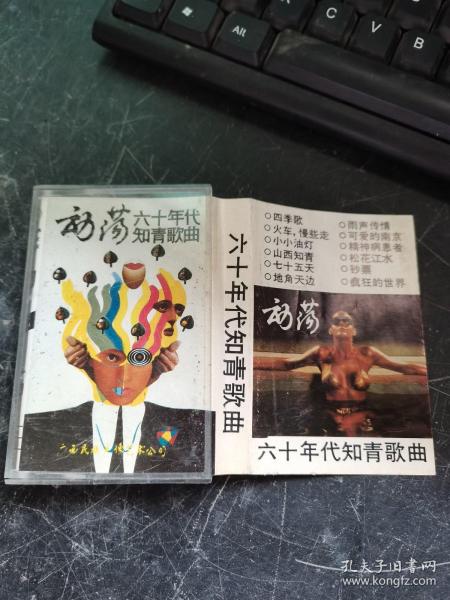 Alt
Z
X
C
V
B
六十年代
知青歌曲
六十年代知青歌曲
○四季歌
○火车,慢些走
○小小油灯
○山西知青
○七十五天
○地角天边
○雨声传情
○可爱的南京
○精神病患者
○松花江水
○砂票
○疯狂的世界
六十年代知青歌曲
孔夫子旧书网
www.kongfz.com